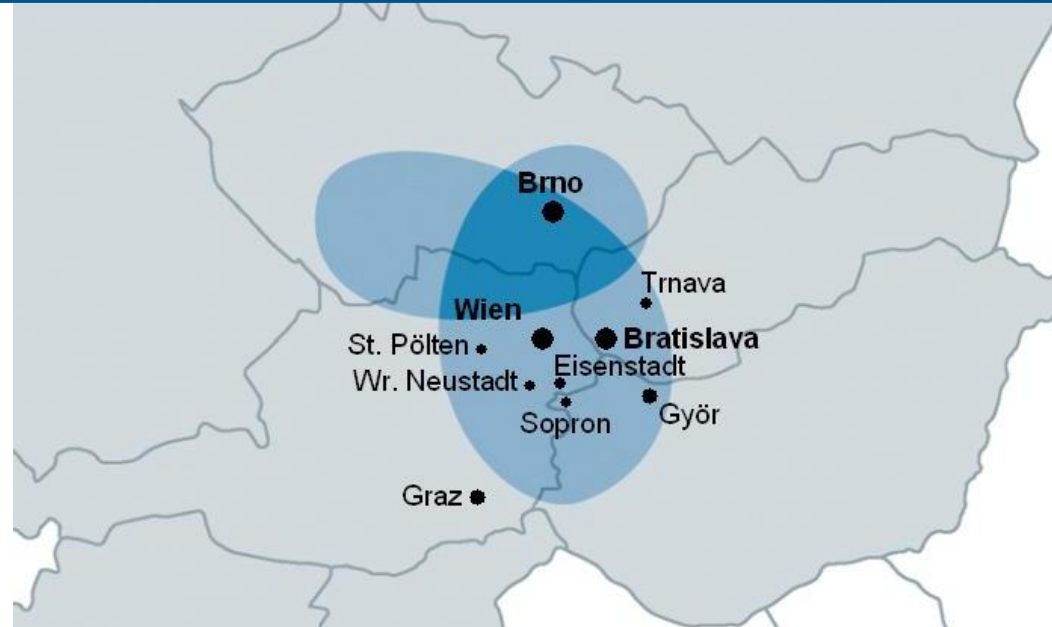 Brno
Trnava
Wien
St. Pölten
Bratislava
Eisenstadt
Wr. Neustadt
Sopron
Györ
Graz